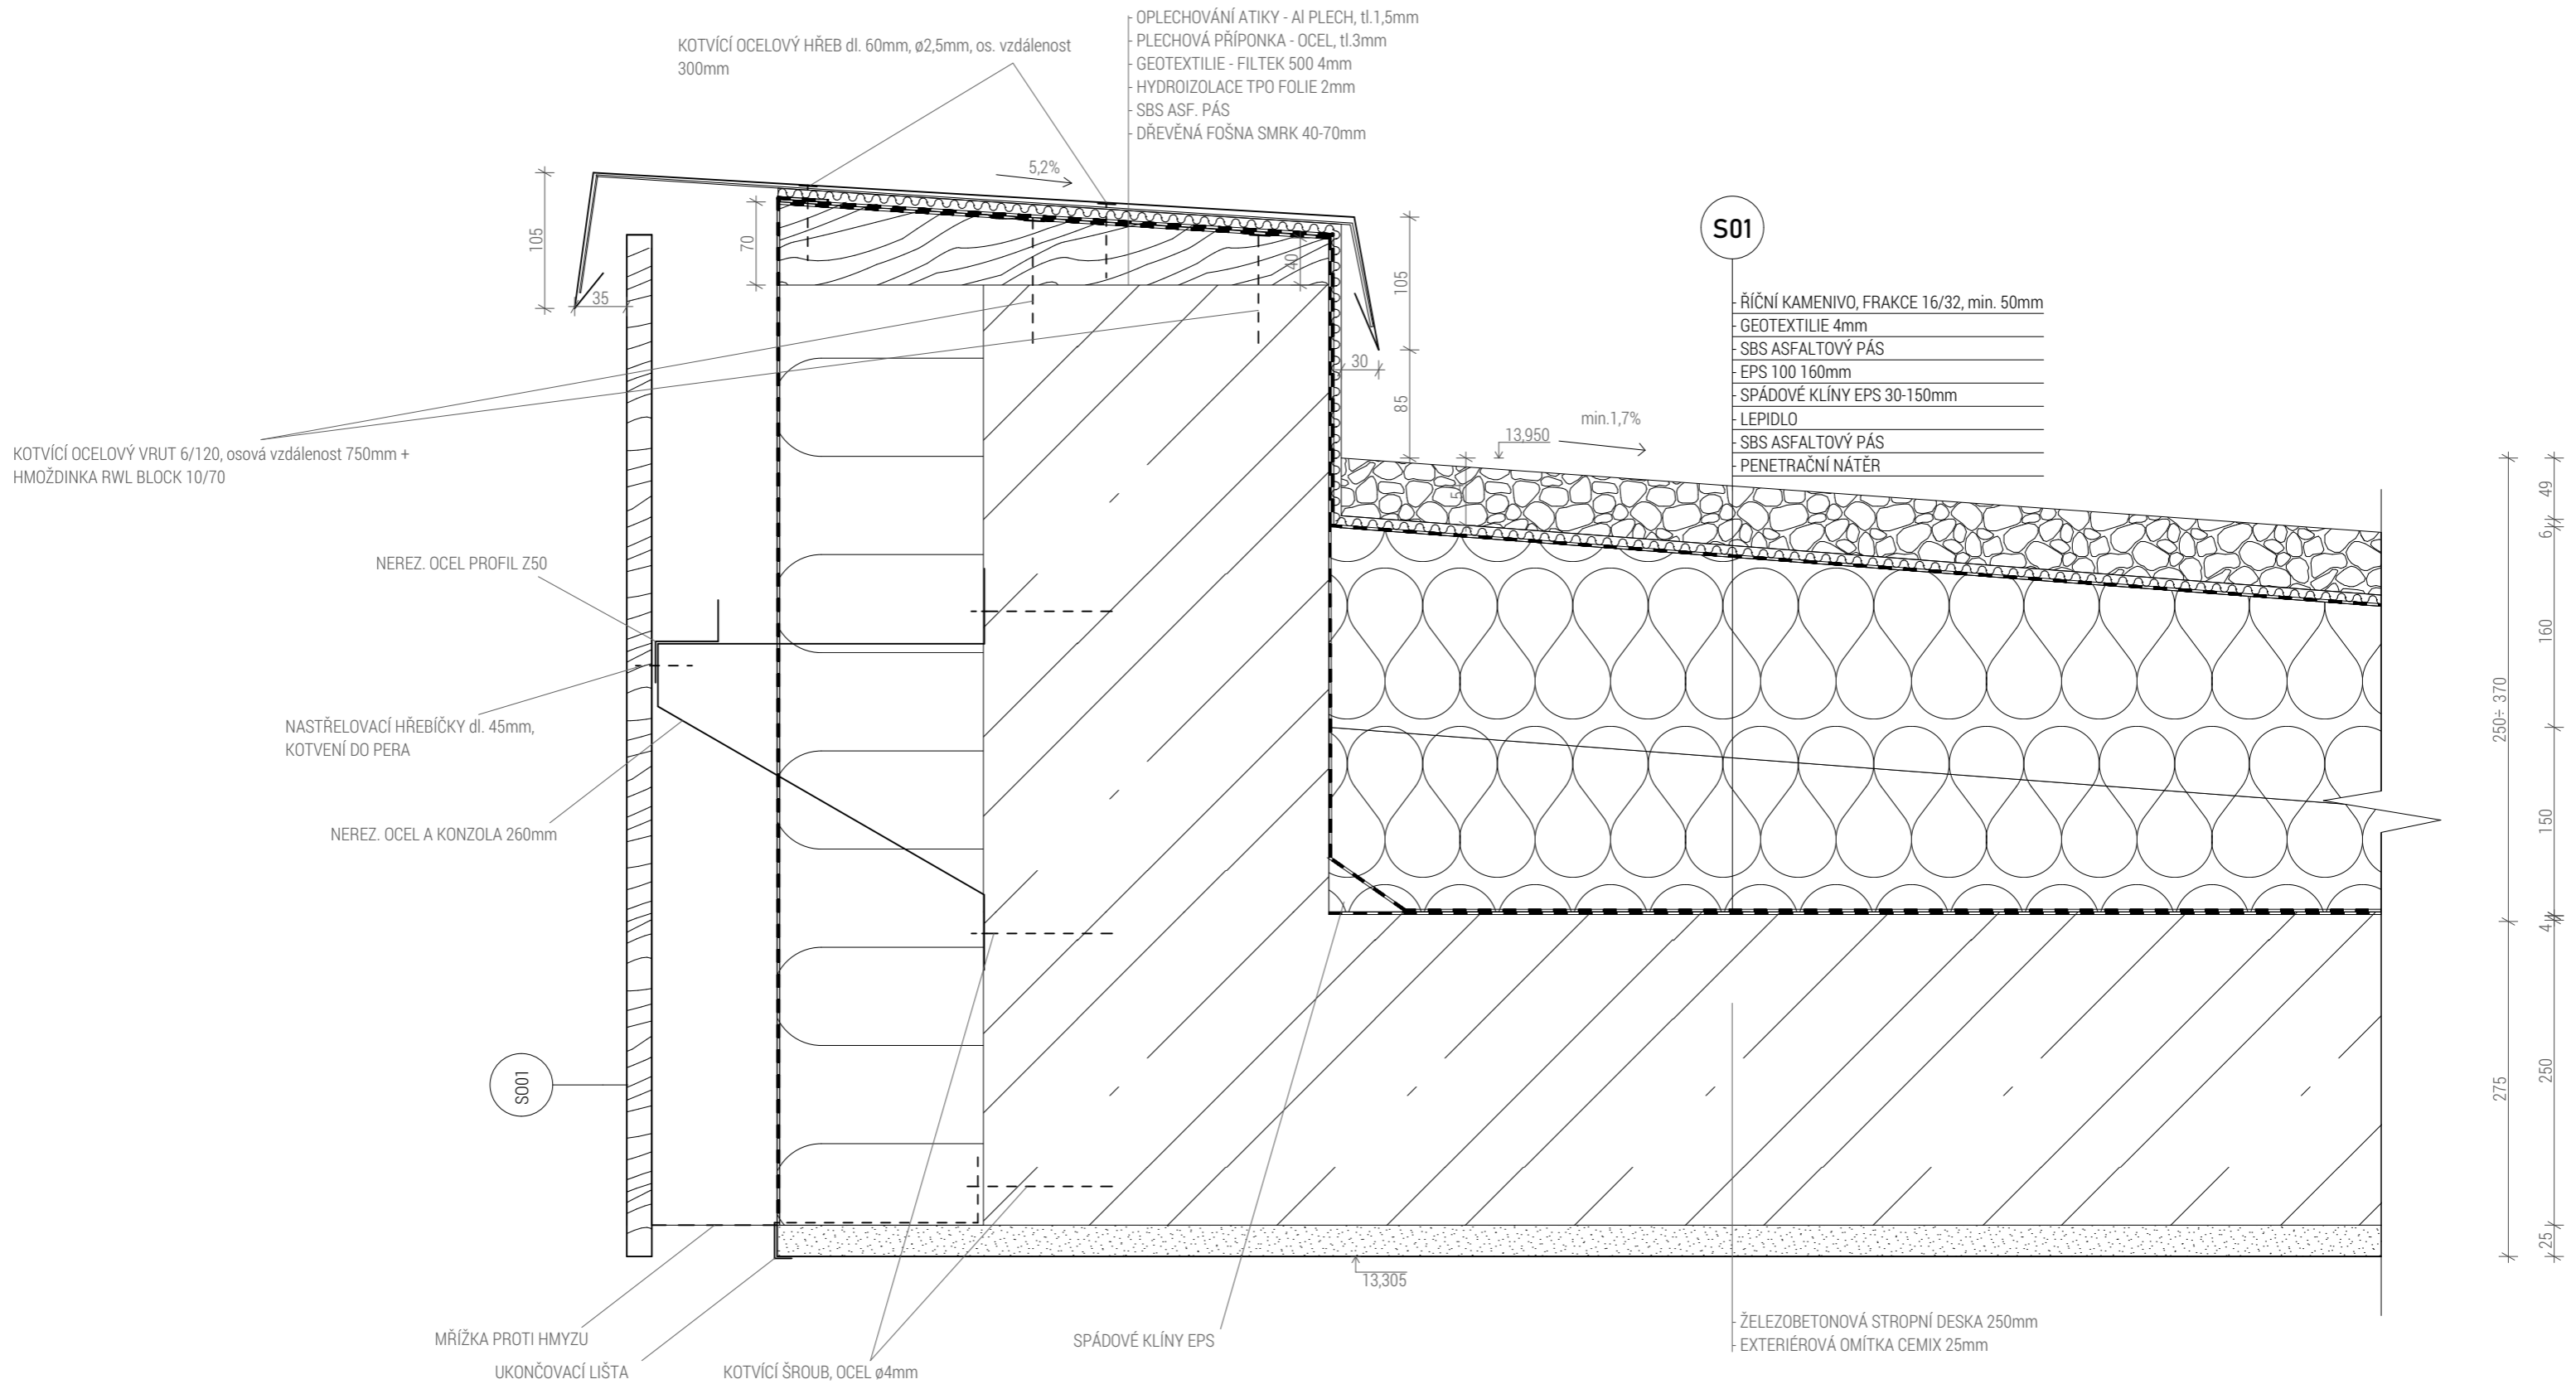 OPLECHOVÁNÍ ATIKY - Al PLECH, tl.1,5mm
PLECHOVÁ PŘÍPONKA - OCEL, tl.3mm
GEOTEXTILIE - FILTEK 500 4mm
HYDROIZOLACE TPO FOLIE 2mm
SBS ASF. PÁS
DŘEVĚNÁ FOŠNA SMRK 40-70mm
KOTVÍCÍ OCELOVÝ HŘEB dl. 60mm, ø2,5mm, os. vzdálenost
300mm
5,2%
105
35
70
40
105
30
85
S01
ŘÍČNÍ KAMENIVO, FRAKCE 16/32, min. 50mm
GEOTEXTILIE 4mm
SBS ASFALTOVÝ PÁS
EPS 100 160mm
SPÁDOVÉ KLÍNY EPS 30-150mm
LEPIDLO
SBS ASFALTOVÝ PÁS
PENETRAČNÍ NÁTĚR
min.1,7%
13,950
KOTVÍCÍ OCELOVÝ VRUT 6/120, osová vzdálenost 750mm +
HMOŽDINKA RWL BLOCK 10/70
NEREZ. OCEL PROFIL Z50
NASTŘELOVACÍ HŘEBÍČKY dl. 45mm,
KOTVENÍ DO PERA
NEREZ. OCEL A KONZOLA 260mm
49
6
160
250÷ 370
150
4
250
275
25
SO01
13,305
MŘÍŽKA PROTI HMYZU
UKONČOVACÍ LIŠTA
KOTVÍCÍ ŠROUB, OCEL ø4mm
SPÁDOVÉ KLÍNY EPS
ŽELEZOBETONOVÁ STROPNÍ DESKA 250mm
EXTERIÉROVÁ OMÍTKA CEMIX 25mm